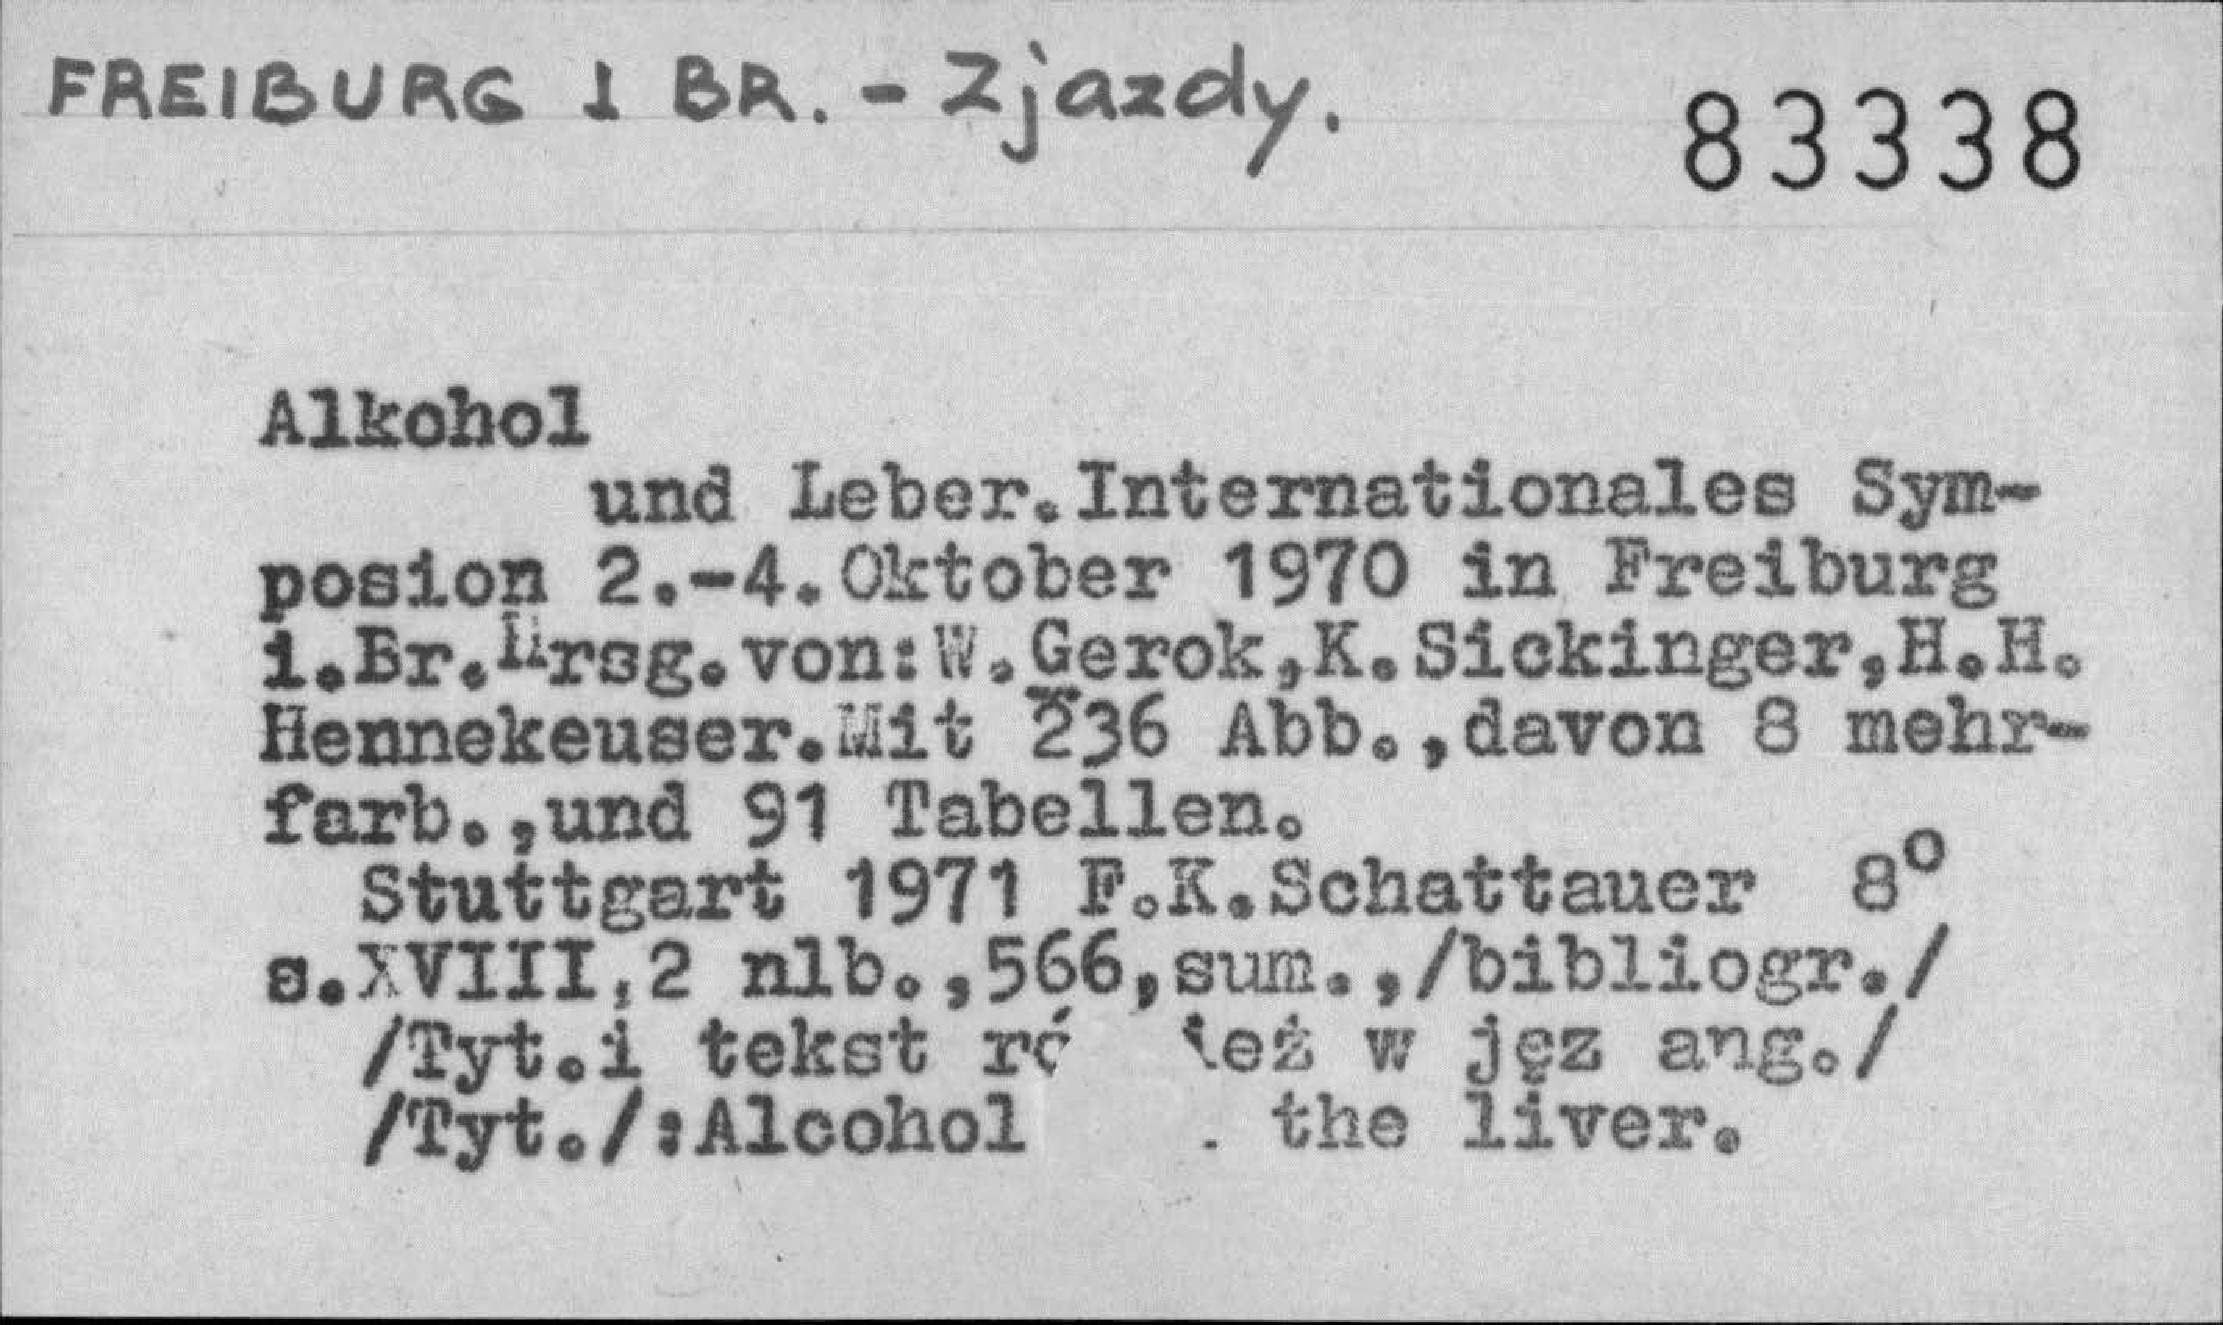 FREIBURG I BR. - Zjazdy.
83338
Alkohol
und Leber.Internationales Sym-
posion 2.-4.Oktober 1970 in Freiburg
i.Br.Hrsg.von:W.Gerok,K.Sickinger,H.H.
Hennekeuser.Mit 236 Abb.,davon 8 mehr-
farb.,und 91 Tabellen.
Stuttgart 1971 F.K.Schattauer 8°
s.XVIII,2 nlb.,566,sum.,/bibliogr./
/Tyt.i tekst w jęz ang./
/Tyt./:Alcohol the liver.